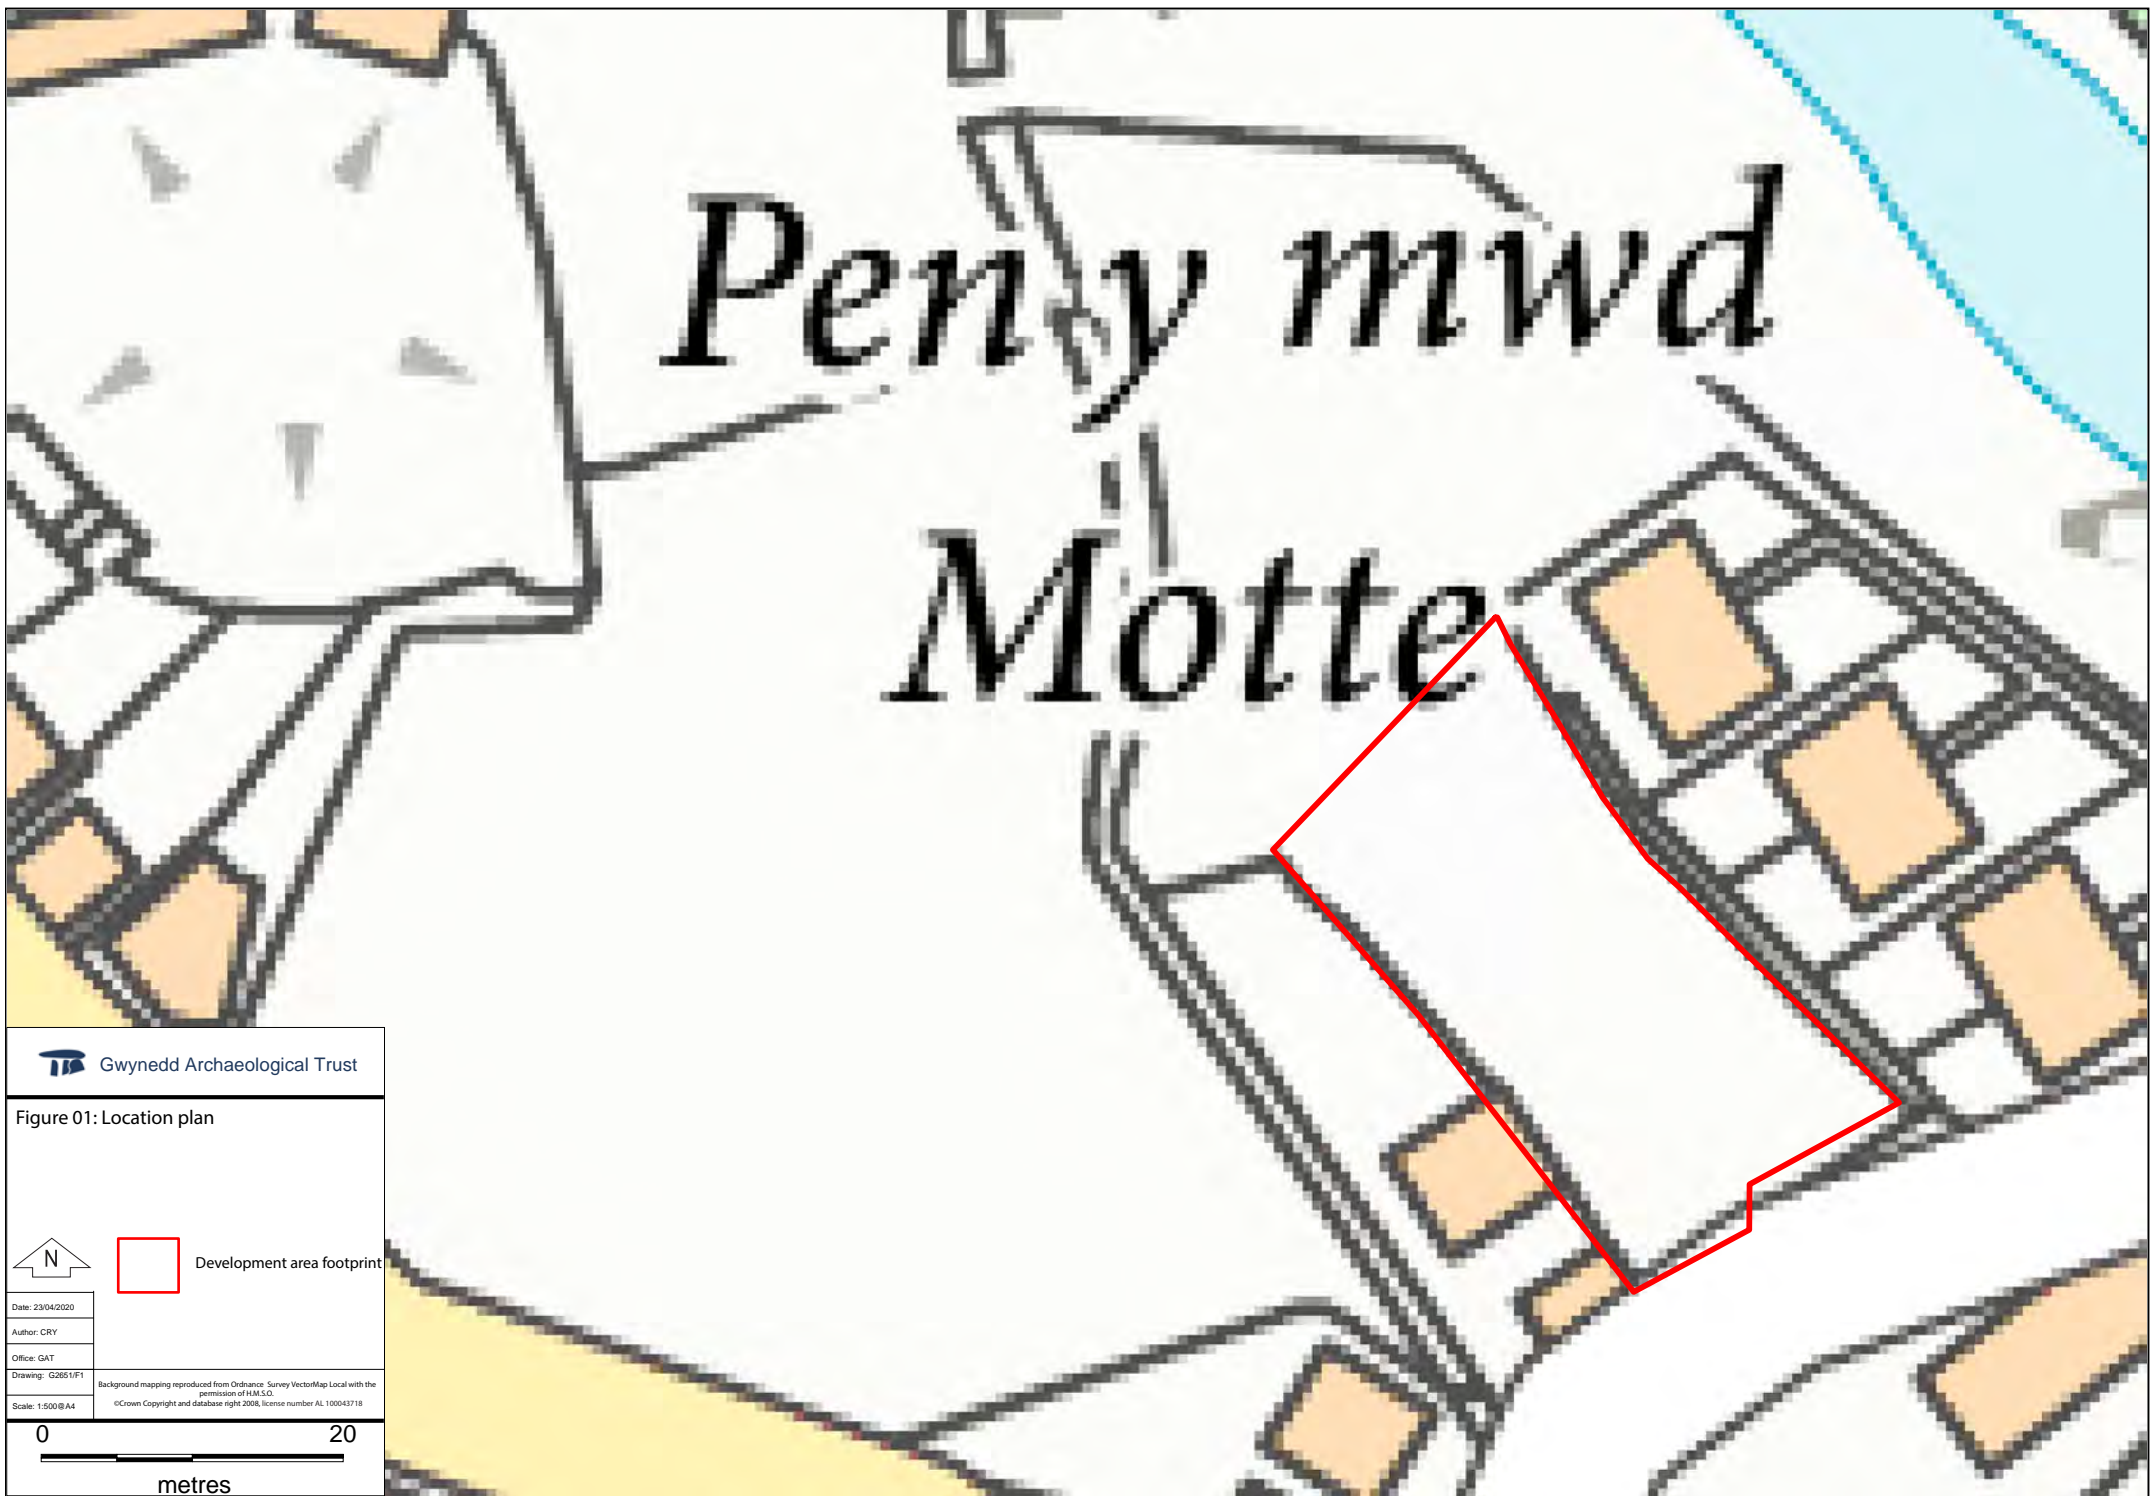 Pen y mwd
Motte
Gwynedd Archaeological Trust
Figure 01: Location plan
N
Development area footprint
Date: 23/04/2020
Author: CRY
Office: GAT
Drawing: G2651/F1
Scale: 1:500@A4
Background mapping reproduced from Ordnance Survey VectorMap Local with the
permission of H.M.S.O.
©Crown Copyright and database right 2008, license number AL 100043718
0 20
metres